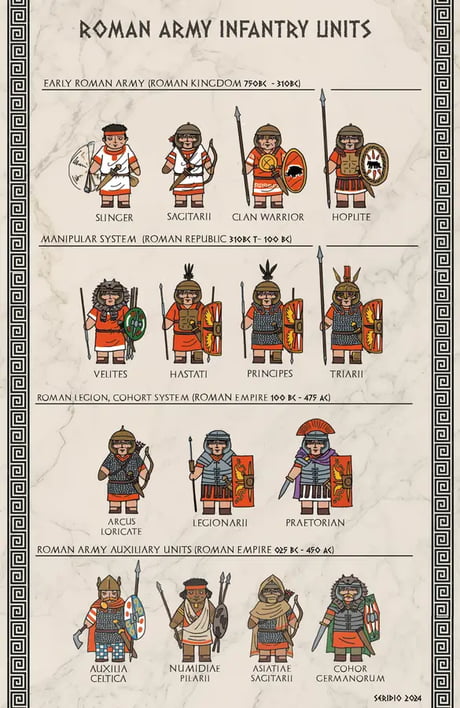 ROMAN ARMY INFANTRY UNITS
EARLY ROMAN ARMY (ROMAN KINGDOM 750BC - 310BC)
SLINGER SAGITARII CLAN WARRIOR HOPLITE
MANIPULAR SYSTEM (ROMAN REPUBLIC 310BC T- 100 BC)
VELITES HASTATI PRINCIPES TRIARII
ROMAN LEGION, COHORT SYSTEM (ROMAN EMPIRE 100 BC - 475 AC)
ARCUS LORICATE LEGIONARII PRAETORIAN
ROMAN ARMY AUXILIARY UNITS (ROMAN EMPIRE 025 BC - 450 AC)
AUXILIA CELTICA NUMIDIAE PILARII ASIATIAE SAGITARII COHOR GERMANORUM
SERIDIO 2024